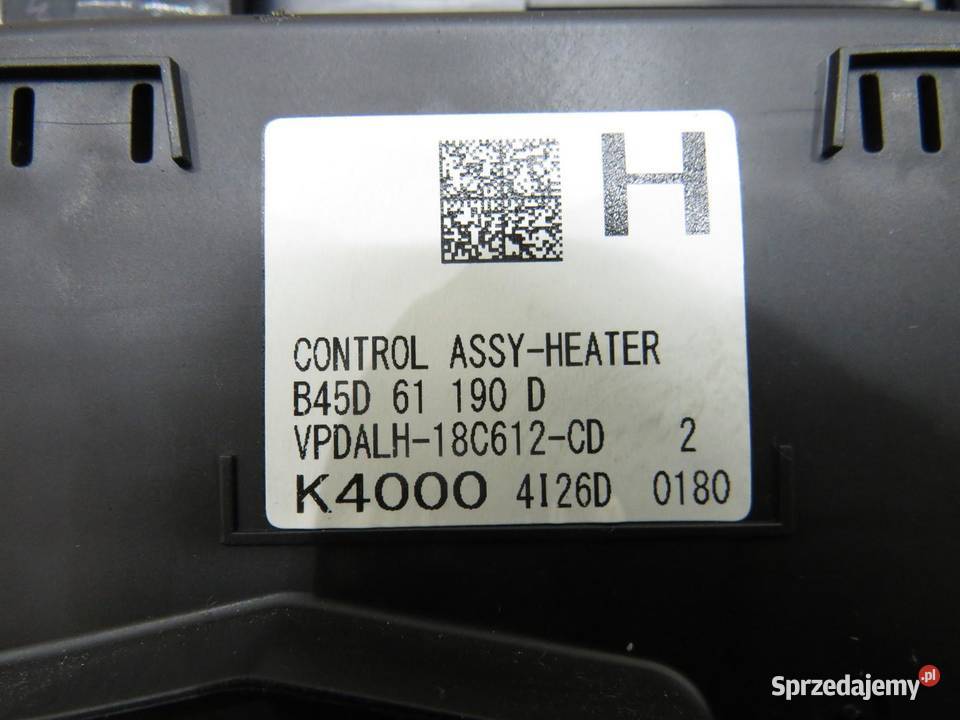 H
CONTROL ASSY-HEATER
B45D 61 190 D
VPDALH-18C612-CD 2
K4000 4I26D 0180
Sprzedajemy.pl